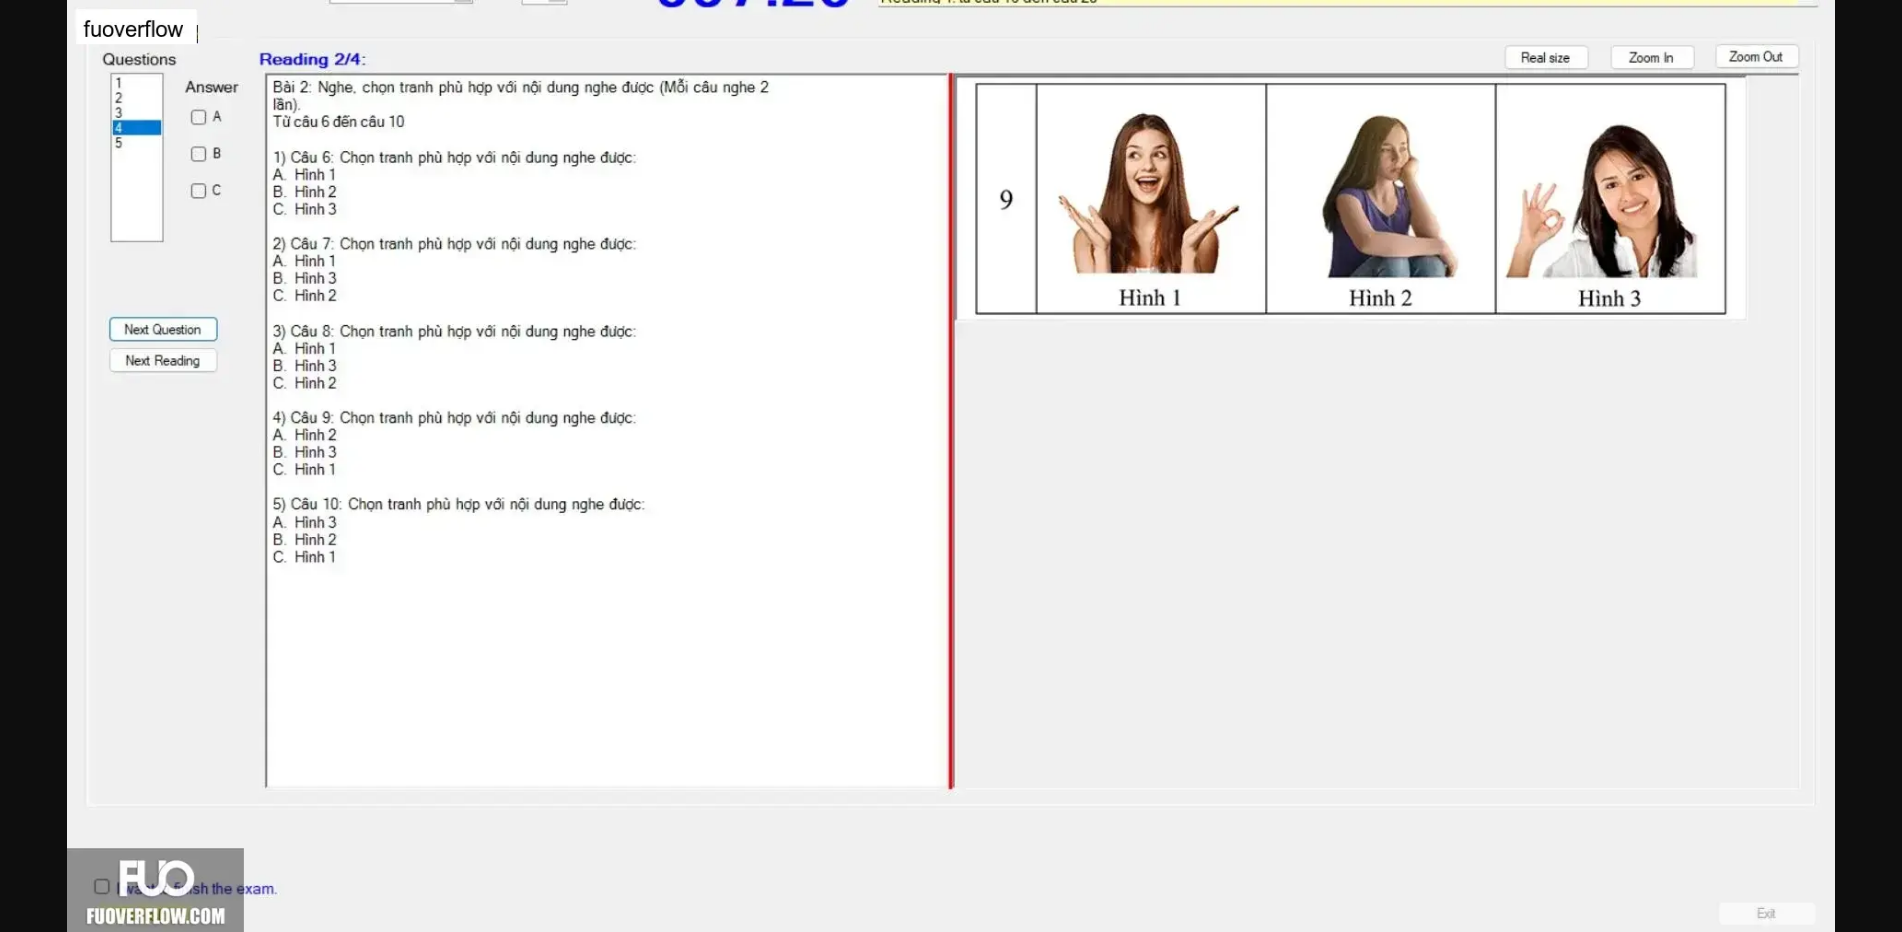 fuoverflow
Questions
1
2
3
4
5
Answer
A
B
C
Next Question
Next Reading
Reading 2/4:
Bài 2: Nghe, chọn tranh phù hợp với nội dung nghe được (Mỗi câu nghe 2
lần).
Từ câu 6 đến câu 10
1) Câu 6: Chọn tranh phù hợp với nội dung nghe được:
A. Hình 1
B. Hình 2
C. Hình 3
2) Câu 7: Chọn tranh phù hợp với nội dung nghe được:
A. Hình 1
B. Hình 3
C. Hình 2
3) Câu 8: Chọn tranh phù hợp với nội dung nghe được:
A. Hình 1
B. Hình 3
C. Hình 2
4) Câu 9: Chọn tranh phù hợp với nội dung nghe được:
A. Hình 2
B. Hình 3
C. Hình 1
5) Câu 10: Chọn tranh phù hợp với nội dung nghe được:
A. Hình 3
B. Hình 2
C. Hình 1
Real size
Zoom In
Zoom Out
9
Hình 1
Hình 2
Hình 3
the exam.
FUO
FUOVERFLOW.COM
Exit